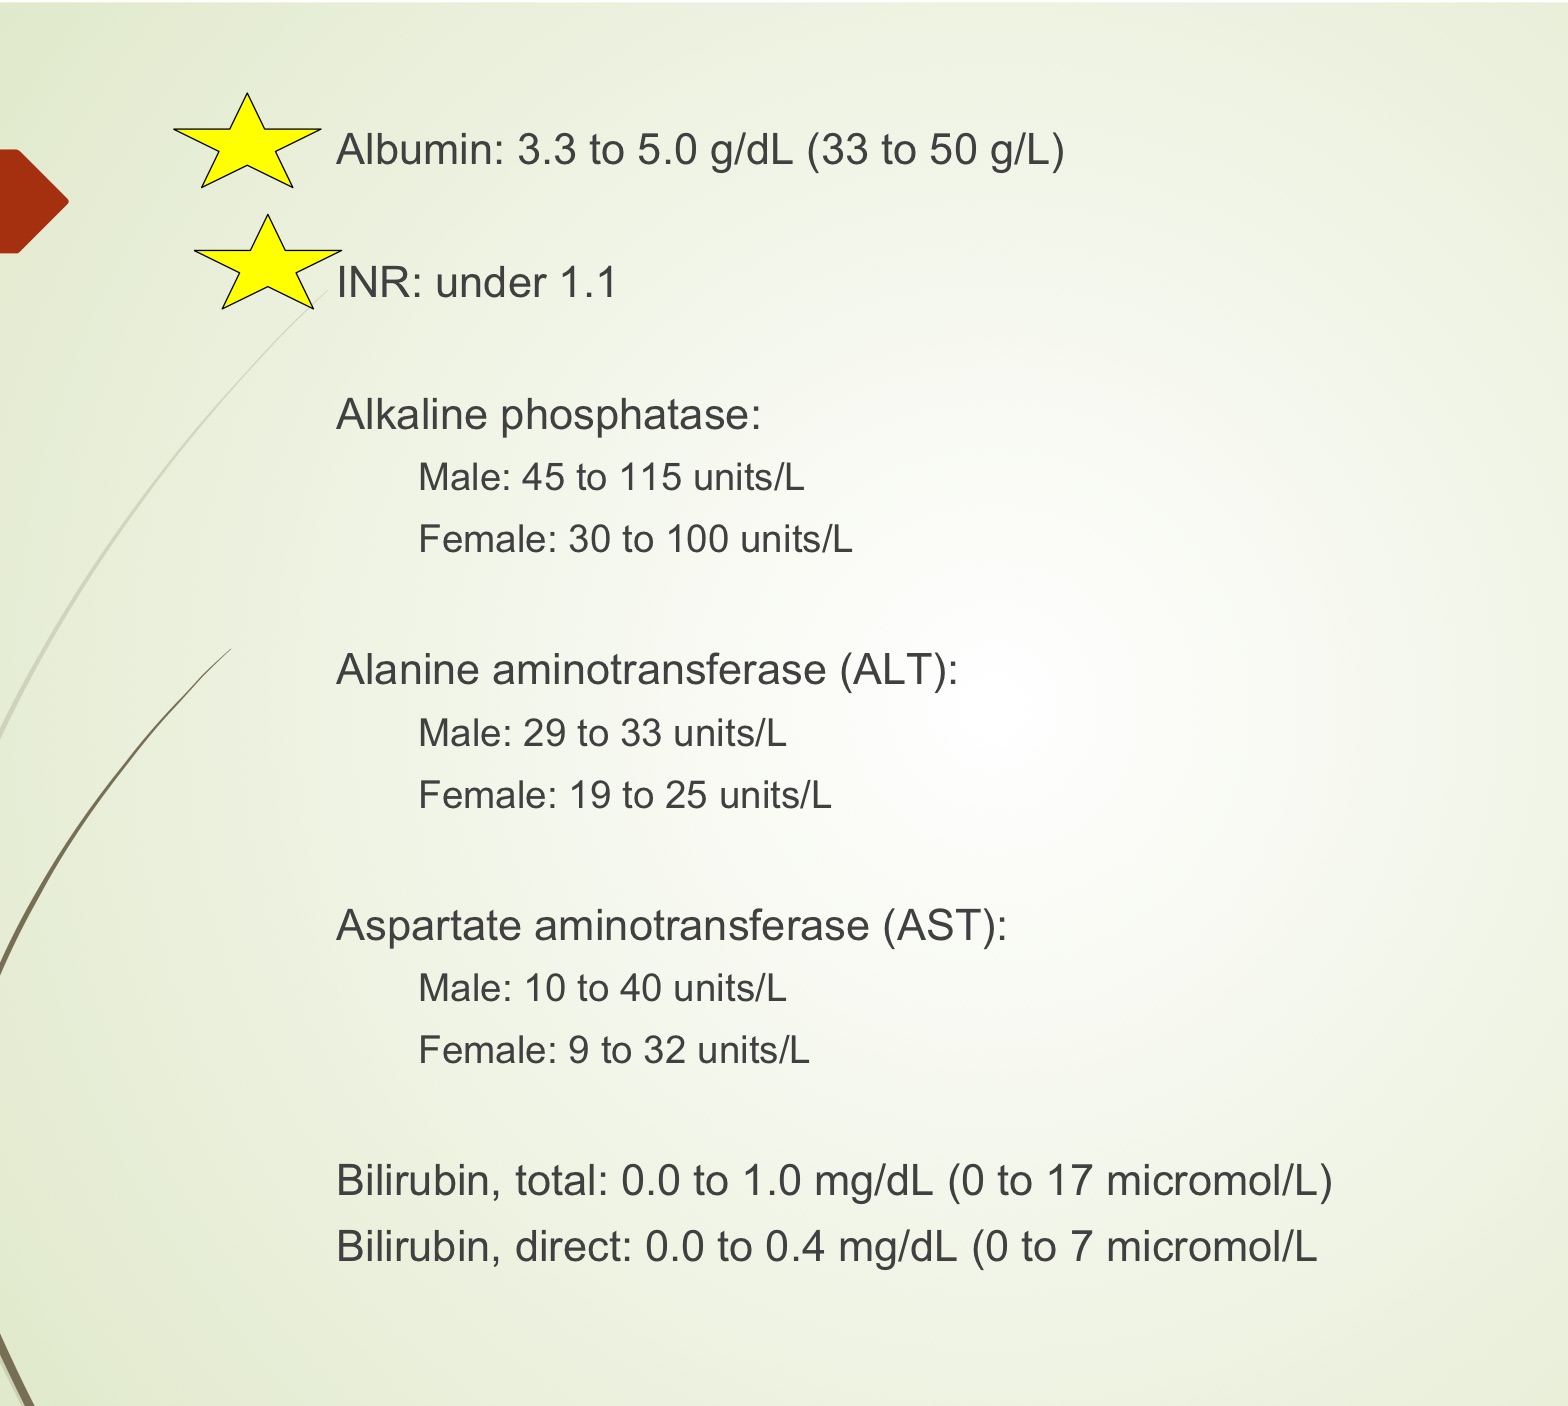 Albumin: 3.3 to 5.0 g/dL (33 to 50 g/L)
INR: under 1.1
Alkaline phosphatase:
Male: 45 to 115 units/L
Female: 30 to 100 units/L
Alanine aminotransferase (ALT):
Male: 29 to 33 units/L
Female: 19 to 25 units/L
Aspartate aminotransferase (AST):
Male: 10 to 40 units/L
Female: 9 to 32 units/L
Bilirubin, total: 0.0 to 1.0 mg/dL (0 to 17 micromol/L)
Bilirubin, direct: 0.0 to 0.4 mg/dL (0 to 7 micromol/L